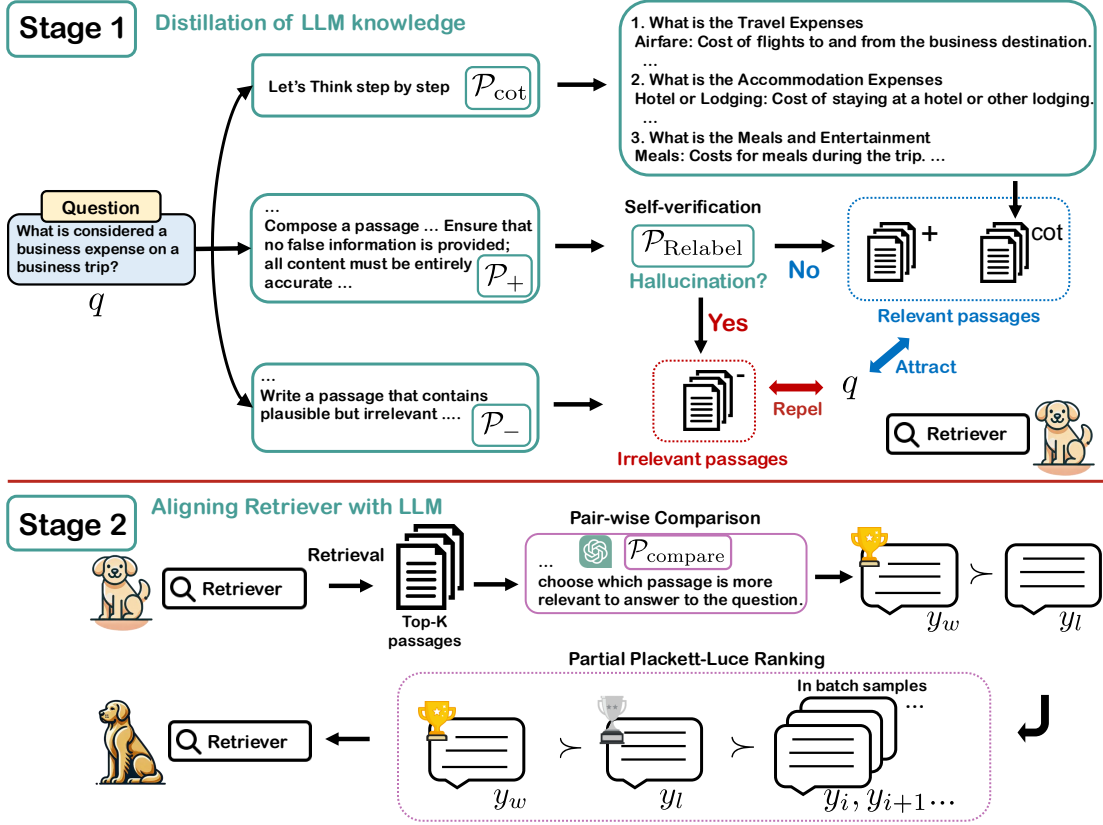 Stage 1
Distillation of LLM knowledge
Let's Think step by step
𝒫cot
1. What is the Travel Expenses
Airfare: Cost of flights to and from the business destination.
...
2. What is the Accommodation Expenses
Hotel or Lodging: Cost of staying at a hotel or other lodging.
...
3. What is the Meals and Entertainment
Meals: Costs for meals during the trip. ...
Question
What is considered a
business expense on a
business trip?
q
...
Compose a passage ... Ensure that
no false information is provided;
all content must be entirely
accurate ...
𝒫+
Self-verification
𝒫Relabel
Hallucination?
No
Yes
+
cot
Relevant passages
Attract
...
Write a passage that contains
plausible but irrelevant ....
𝒫−
-
Irrelevant passages
Repel
q
Retriever
Stage 2
Aligning Retriever with LLM
Retriever
Retrieval
Top-K
passages
Pair-wise Comparison
𝒫compare
...
choose which passage is more
relevant to answer to the question.
≻
y_w
y_l
Partial Plackett-Luce Ranking
In batch samples
...
Retriever
≻
≻
y_w
y_l
y_i, y_{i+1}...